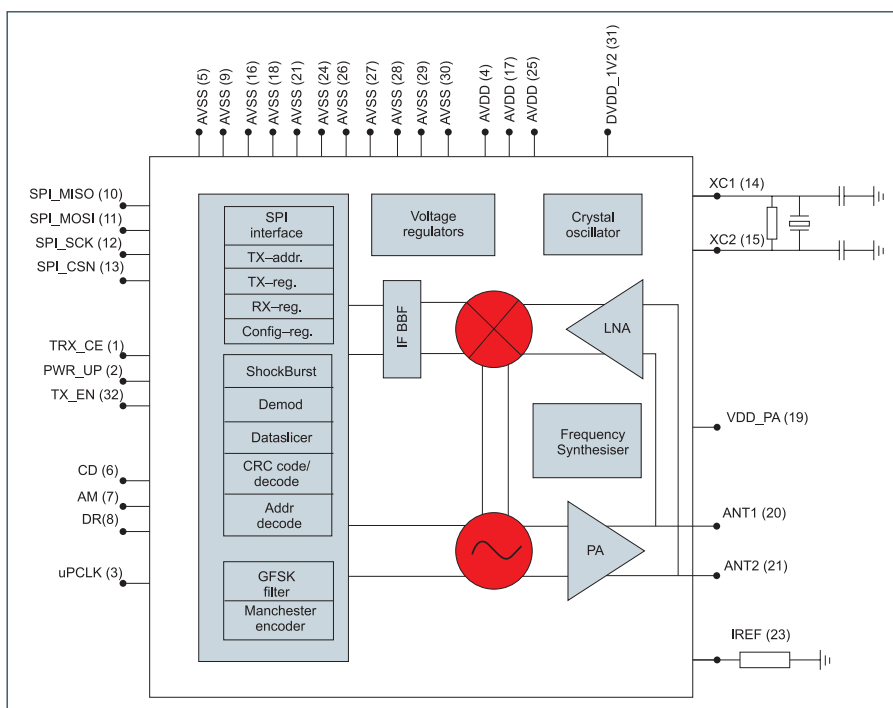 AVSS (5)
AVSS (9)
AVSS (16)
AVSS (18)
AVSS (21)
AVSS (24)
AVSS (26)
AVSS (27)
AVSS (28)
AVSS (29)
AVSS (30)
AVDD (4)
AVDD (17)
AVDD (25)
DVDD_1V2 (31)
SPI_MISO (10)
SPI_MOSI (11)
SPI_SCK (12)
SPI_CSN (13)
TRX_CE (1)
PWR_UP (2)
TX_EN (32)
CD (6)
AM (7)
DR(8)
uPCLK (3)
SPI
interface
TX–addr.
TX–reg.
RX–reg.
Config–reg.
ShockBurst
Demod
Dataslicer
CRC code/
decode
Addr
decode
GFSK
filter
Manchester
encoder
Voltage
regulators
Crystal
oscillator
IF BBF
LNA
Frequency
Synthesiser
PA
XC1 (14)
XC2 (15)
VDD_PA (19)
ANT1 (20)
ANT2 (21)
IREF (23)